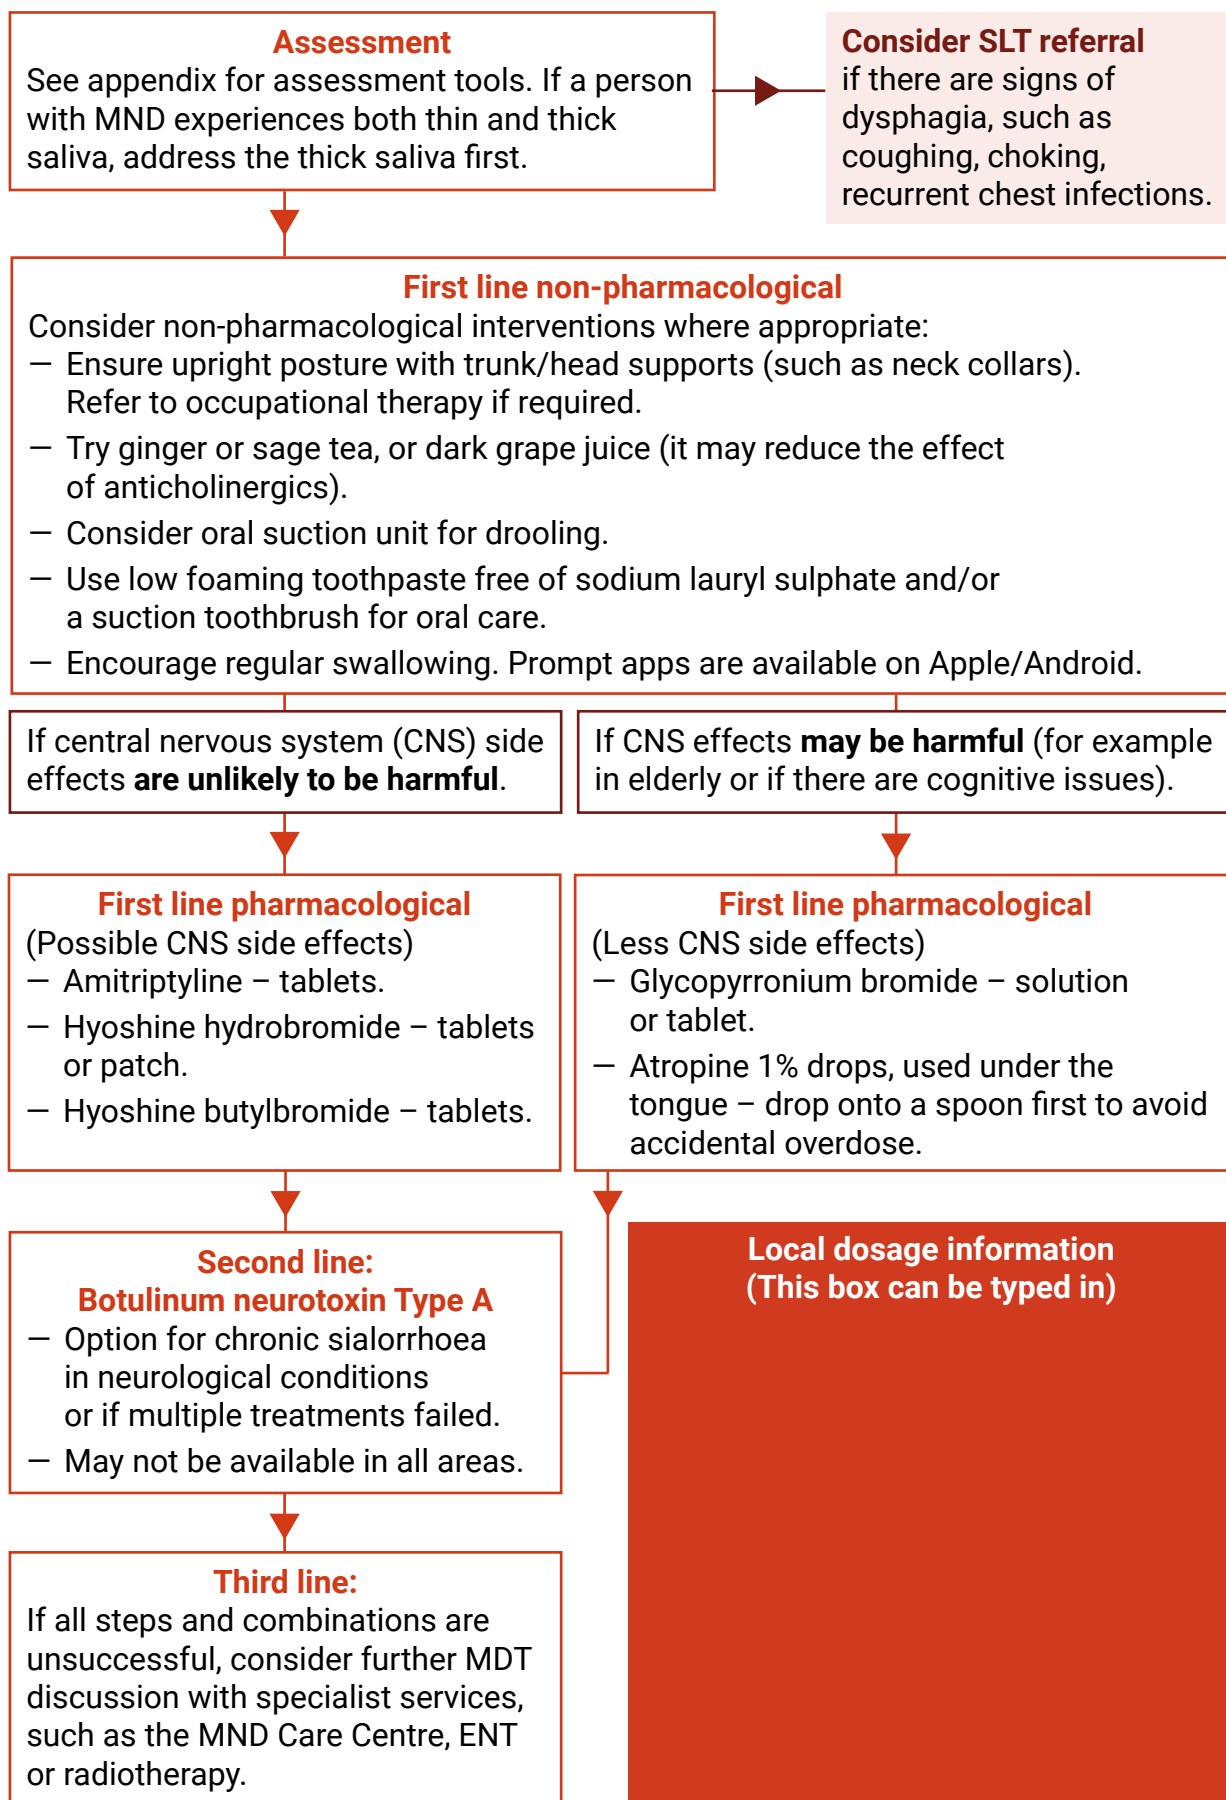 Assessment
See appendix for assessment tools. If a person
with MND experiences both thin and thick
saliva, address the thick saliva first.
Consider SLT referral
if there are signs of
dysphagia, such as
coughing, choking,
recurrent chest infections.
First line non-pharmacological
Consider non-pharmacological interventions where appropriate:
— Ensure upright posture with trunk/head supports (such as neck collars).
Refer to occupational therapy if required.
— Try ginger or sage tea, or dark grape juice (it may reduce the effect
of anticholinergics).
— Consider oral suction unit for drooling.
— Use low foaming toothpaste free of sodium lauryl sulphate and/or
a suction toothbrush for oral care.
— Encourage regular swallowing. Prompt apps are available on Apple/Android.
If central nervous system (CNS) side
effects are unlikely to be harmful.
If CNS effects may be harmful (for example
in elderly or if there are cognitive issues).
First line pharmacological
(Possible CNS side effects)
— Amitriptyline – tablets.
— Hyoshine hydrobromide – tablets
or patch.
— Hyoshine butylbromide – tablets.
First line pharmacological
(Less CNS side effects)
— Glycopyrronium bromide – solution
or tablet.
— Atropine 1% drops, used under the
tongue – drop onto a spoon first to avoid
accidental overdose.
Second line:
Botulinum neurotoxin Type A
— Option for chronic sialorrhoea
in neurological conditions
or if multiple treatments failed.
— May not be available in all areas.
Local dosage information
(This box can be typed in)
Third line:
If all steps and combinations are
unsuccessful, consider further MDT
discussion with specialist services,
such as the MND Care Centre, ENT
or radiotherapy.